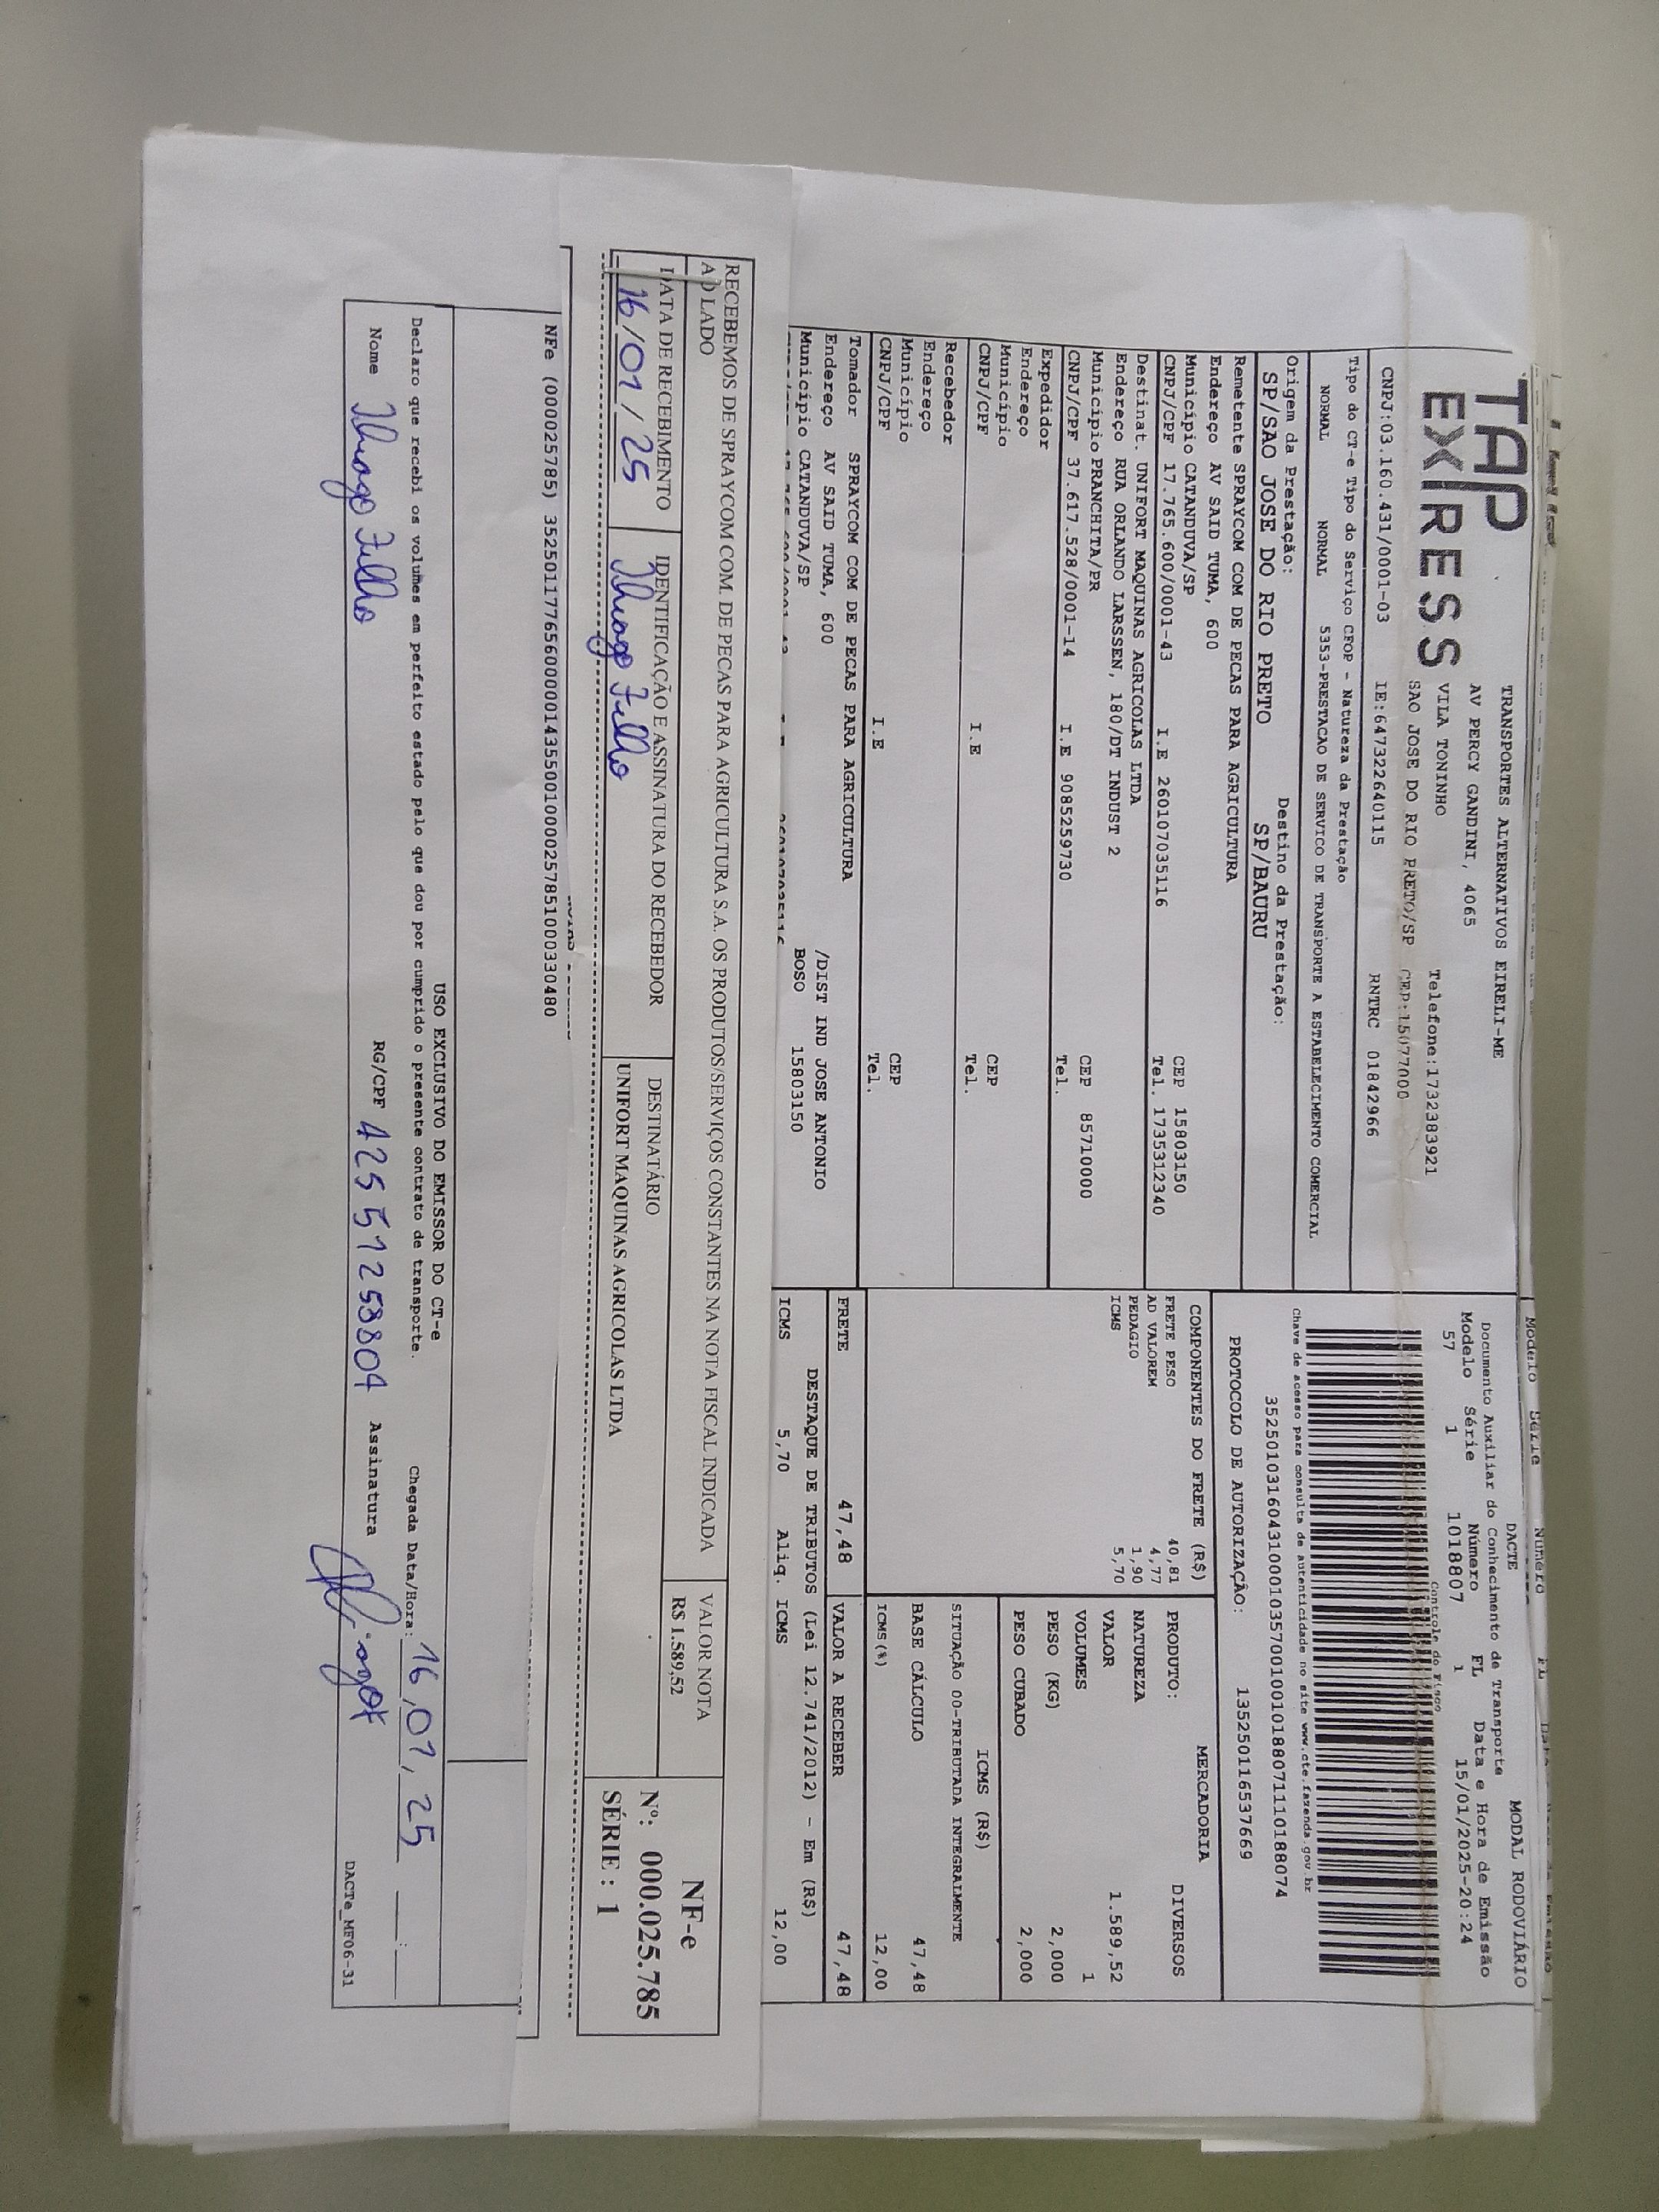 TAP
EXPRESS
TRANSPORTES ALTERNATIVOS EIRELI-ME
AV PERCY GANDINI, 4065
VILA TONINHO Telefone:1732383921
SAO JOSE DO RIO PRETO/SP CEP:15077000
CNPJ:03.160.431/0001-03 IE:647322640115 RNTRC 01842966
Modelo Série Número FL
DACTE MODAL RODOVIÁRIO
Documento Auxiliar do Conhecimento de Transporte
Modelo Série Número FL Data e Hora de Emissão
57 1 1018807 1 15/01/2025-20:24
Controle do Fisco
Chave de acesso para consulta de autenticidade no site www.cte.fazenda.gov.br
35250103160431000103570010010188071110188074
PROTOCOLO DE AUTORIZAÇÃO: 135250116537669
Tipo do CT-e Tipo do Serviço CFOP - Natureza da Prestação
NORMAL NORMAL 5353-PRESTACAO DE SERVICO DE TRANSPORTE A ESTABELECIMENTO COMERCIAL
Origem da Prestação: Destino da Prestação:
SP/SAO JOSE DO RIO PRETO SP/BAURU
Remetente SPRAYCOM COM DE PECAS PARA AGRICULTURA
Endereço AV SAID TUMA, 600
Município CATANDUVA/SP CEP 15803150
CNPJ/CPF 17.765.600/0001-43 I.E 260107035116 Tel. 1735312340
Destinat. UNIFORT MAQUINAS AGRICOLAS LTDA
Endereço RUA ORLANDO LARSSEN, 180/DT INDUST 2
Município PRANCHITA/PR CEP 85710000
CNPJ/CPF 37.617.528/0001-14 I.E 9085259730 Tel.
Expedidor
Endereço
Município CEP
CNPJ/CPF I.E Tel.
Recebedor
Endereço
Município CEP
CNPJ/CPF I.E Tel.
Tomador SPRAYCOM COM DE PECAS PARA AGRICULTURA
Endereço AV SAID TUMA, 600 /DIST IND JOSE ANTONIO
Município CATANDUVA/SP BOSO 15803150
COMPONENTES DO FRETE (R$)
FRETE PESO 40,81
AD VALOREM 4,77
PEDAGIO 1,90
ICMS 5,70
MERCADORIA
PRODUTO: DIVERSOS
NATUREZA
VALOR 1.589,52
VOLUMES 1
PESO (KG) 2,000
PESO CUBADO 2,000
ICMS (R$)
SITUAÇÃO 00-TRIBUTADA INTEGRALMENTE
BASE CÁLCULO 47,48
ICMS(%) 12,00
FRETE 47,48 VALOR A RECEBER 47,48
DESTAQUE DE TRIBUTOS (Lei 12.741/2012) - Em (R$)
ICMS 5,70 Aliq. ICMS 12,00
RECEBEMOS DE SPRAYCOM COM. DE PECAS PARA AGRICULTURA S.A. OS PRODUTOS/SERVIÇOS CONSTANTES NA NOTA FISCAL INDICADA
AO LADO
DATA DE RECEBIMENTO IDENTIFICAÇÃO E ASSINATURA DO RECEBEDOR DESTINATÁRIO VALOR NOTA
16/01/25 Thiago Fello UNIFORT MAQUINAS AGRICOLAS LTDA R$ 1.589,52
NF-e
Nº: 000.025.785
SÉRIE : 1
NFe (000025785) 35250117765600000143550010000257851000330480
USO EXCLUSIVO DO EMISSOR DO CT-e
Declaro que recebi os volumes em perfeito estado pelo que dou por cumprido o presente contrato de transporte. Chegada Data/Hora: 16,01,25
Nome Thiago Fello RG/CPF 42551258804 Assinatura
DACTe_MF06-31